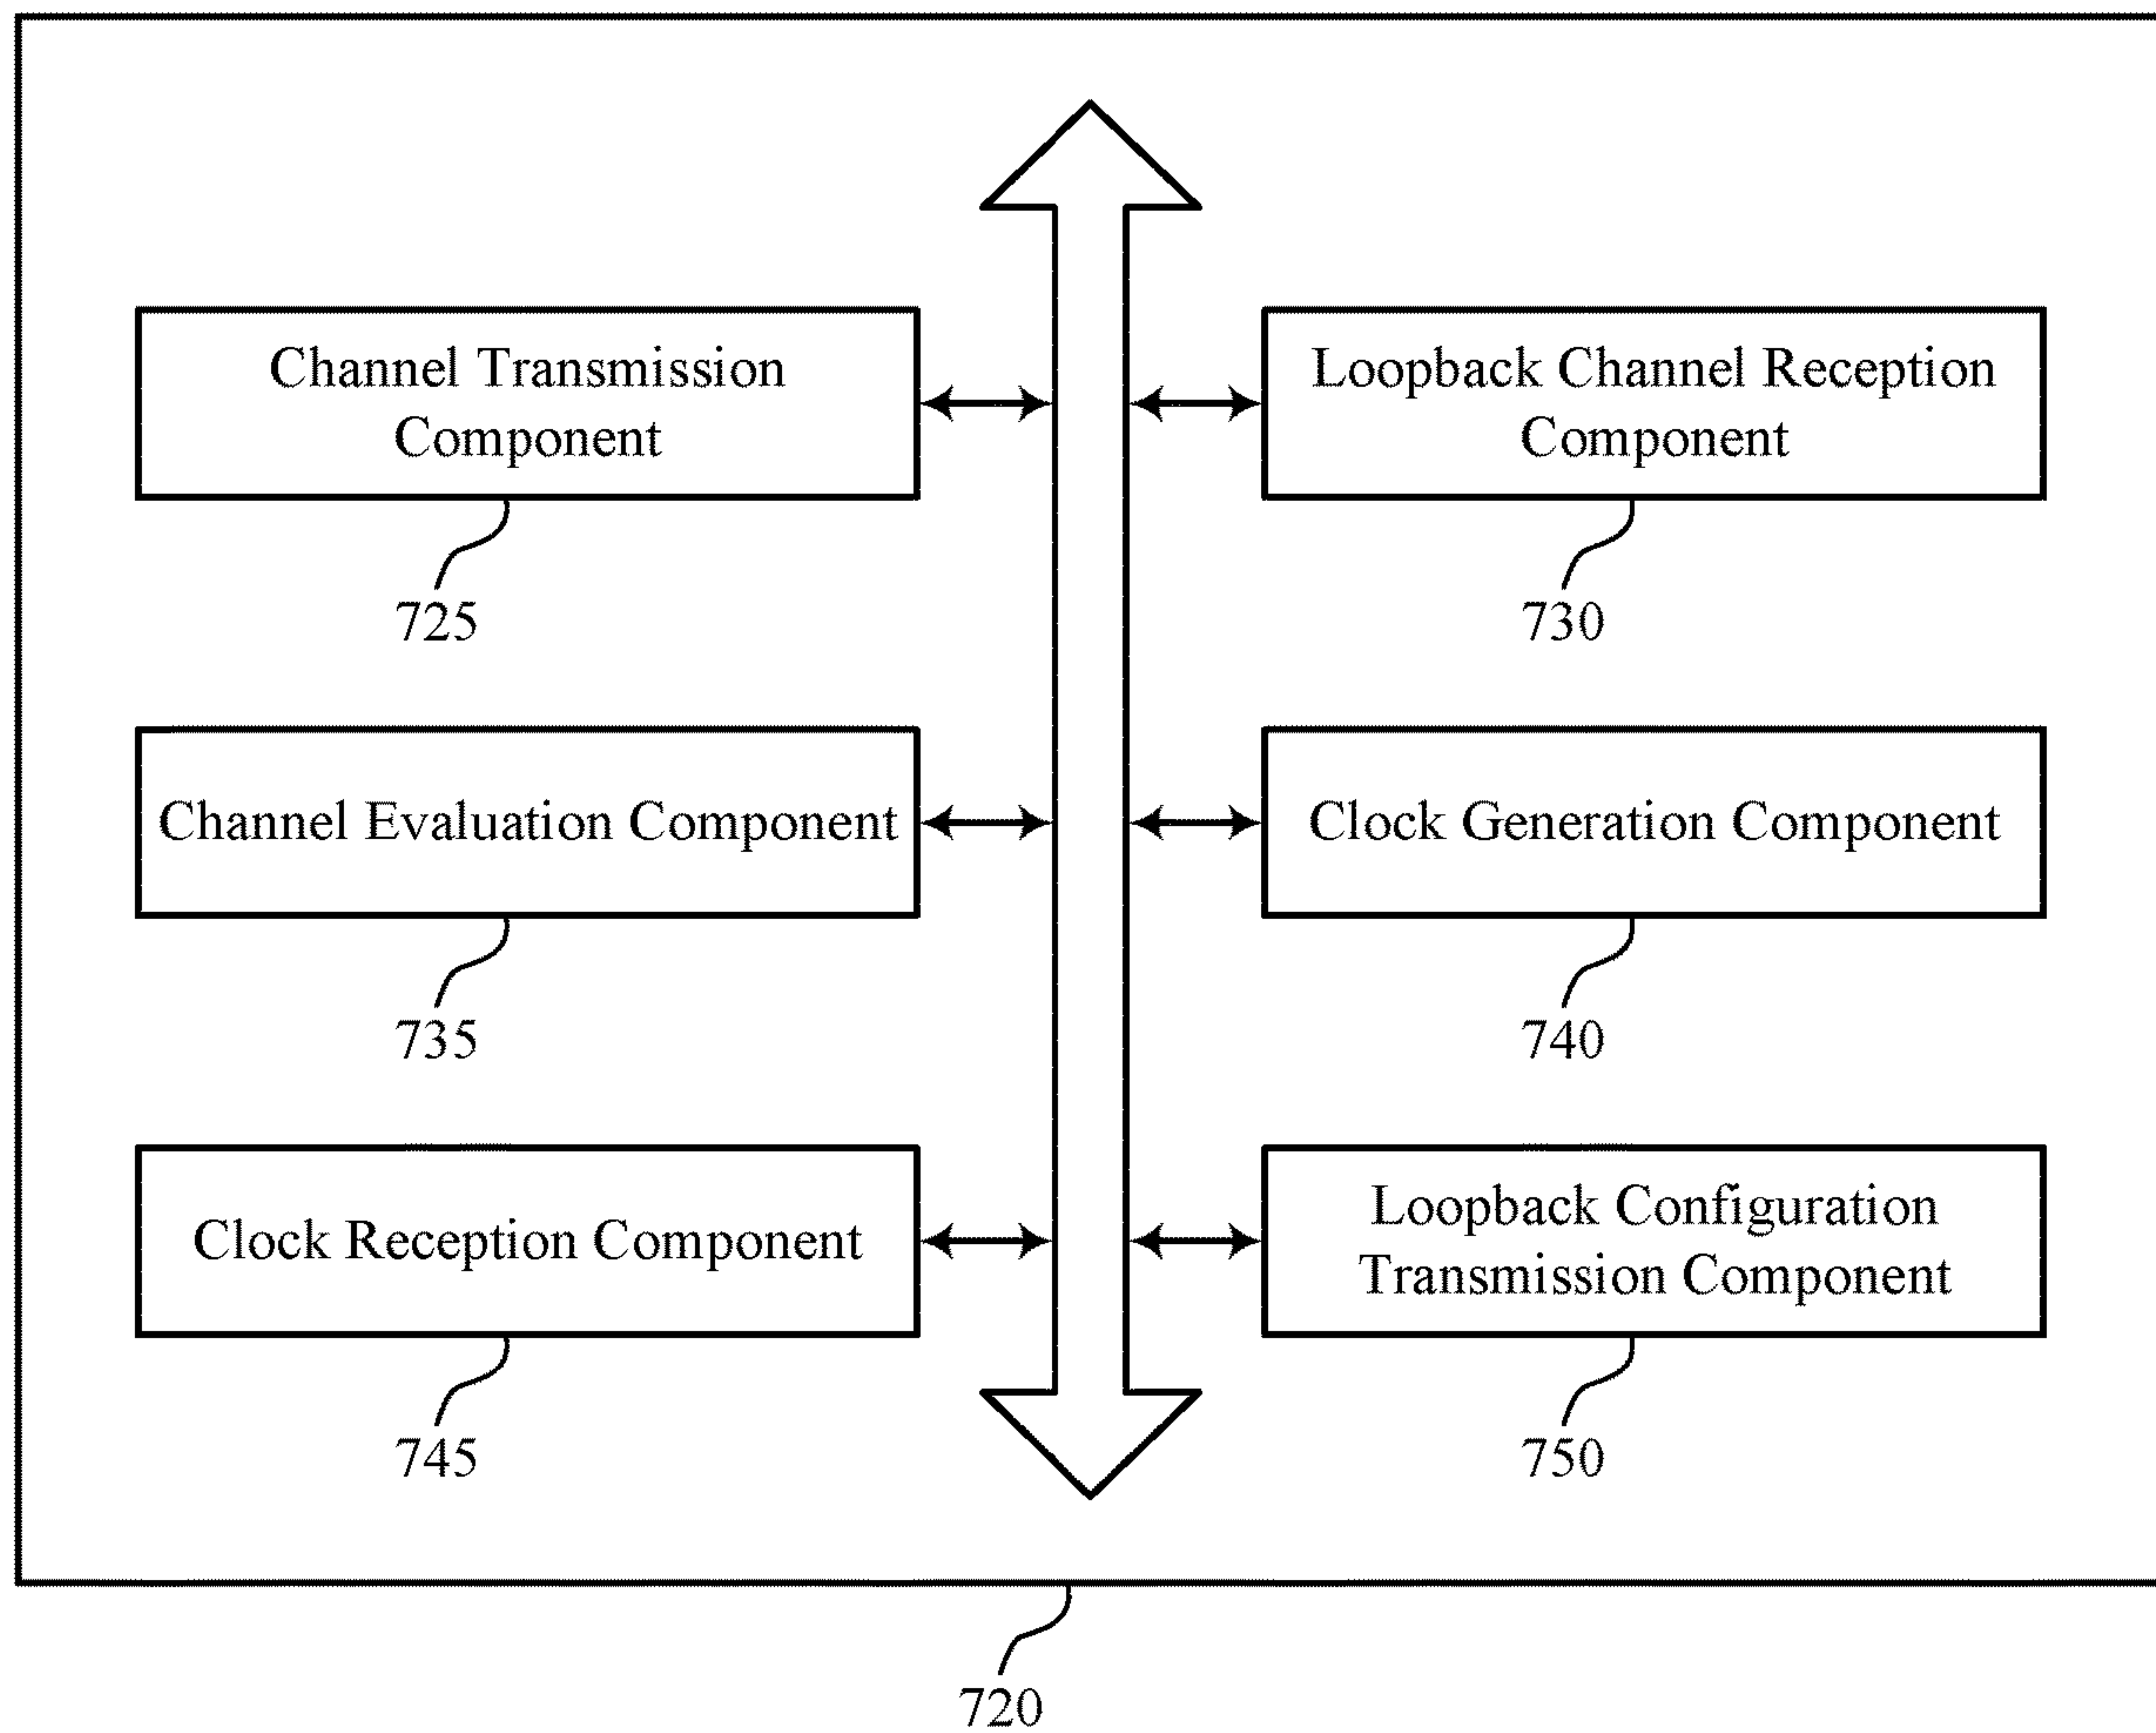 Channel Transmission
Component
725
Loopback Channel Reception
Component
730
Channel Evaluation Component
735
Clock Generation Component
740
Clock Reception Component
745
Loopback Configuration
Transmission Component
750
720